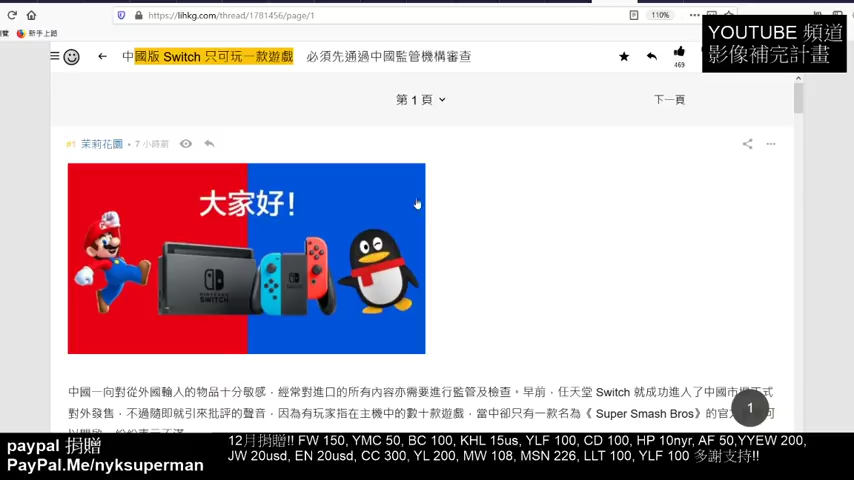 https://lihkg.com/thread/1781456/page/1
110%
新手上路
中國版 Switch 只可玩一款遊戲 必須先通過中國監管機構審查
469
YOUTUBE 頻道
影像補完計畫
第 1 頁
下一頁
#1 茉莉花園 • 7 小時前
大家好!
NINTENDO
SWITCH
中國一向對從外國輸入的物品十分敏感，經常對進口的所有內容亦需要進行監管及檢查。早前，任天堂 Switch 就成功進入了中國市場正式
對外發售，不過隨即就引來批評的聲音，因為有玩家指在主機中的數十款遊戲，當中卻只有一款名為《 Super Smash Bros》的官方
1
paypal 捐贈
PayPal.Me/nyksuperman
12月捐贈!! FW 150, YMC 50, BC 100, KHL 15us, YLF 100, CD 100, HP 10nyr, AF 50,YYEW 200,
JW 20usd, EN 20usd, CC 300, YL 200, MW 108, MSN 226, LLT 100, YLF 100 多謝支持!!